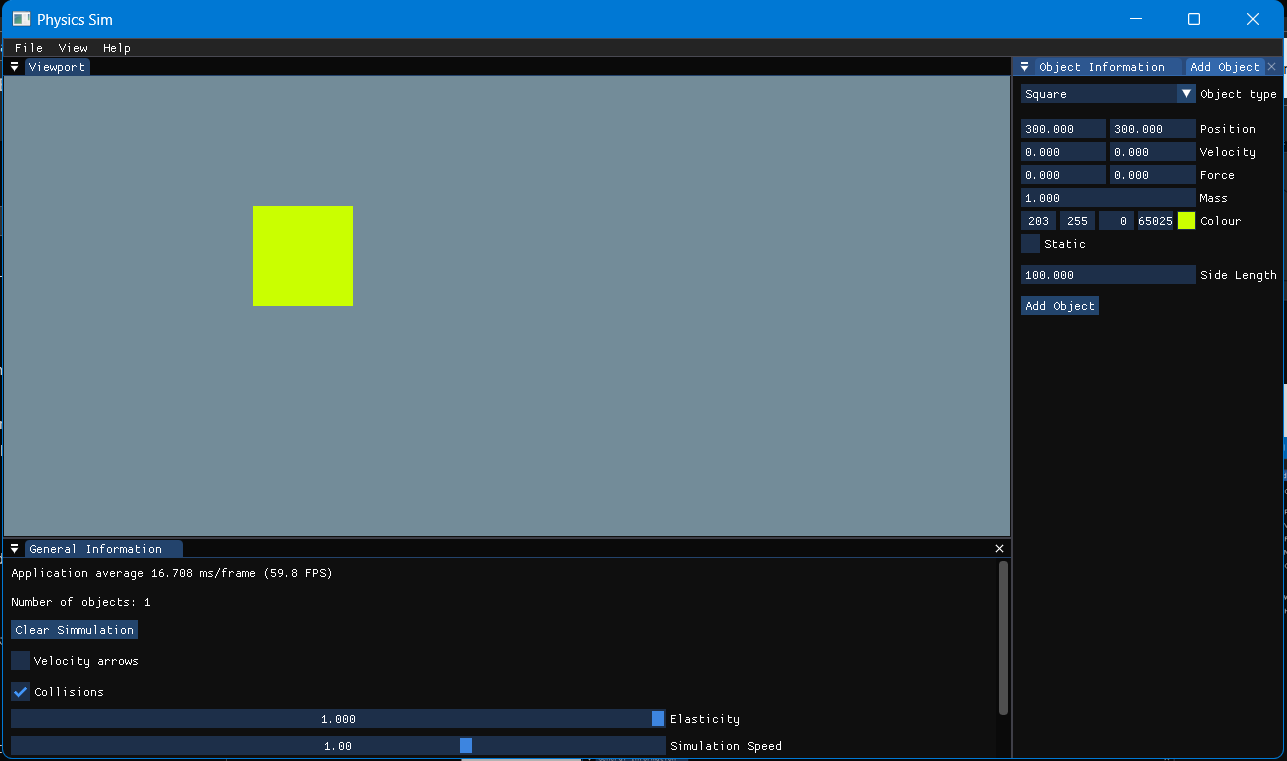 Physics Sim
File View Help
Viewport
Object Information Add Object
Square Object type
300.000 300.000 Position
0.000 0.000 Velocity
0.000 0.000 Force
1.000 Mass
203 255 0 65025 Colour
Static
100.000 Side Length
Add Object
General Information
Application average 16.708 ms/frame (59.8 FPS)
Number of objects: 1
Clear Simmulation
Velocity arrows
Collisions
1.000 Elasticity
1.00 Simulation Speed